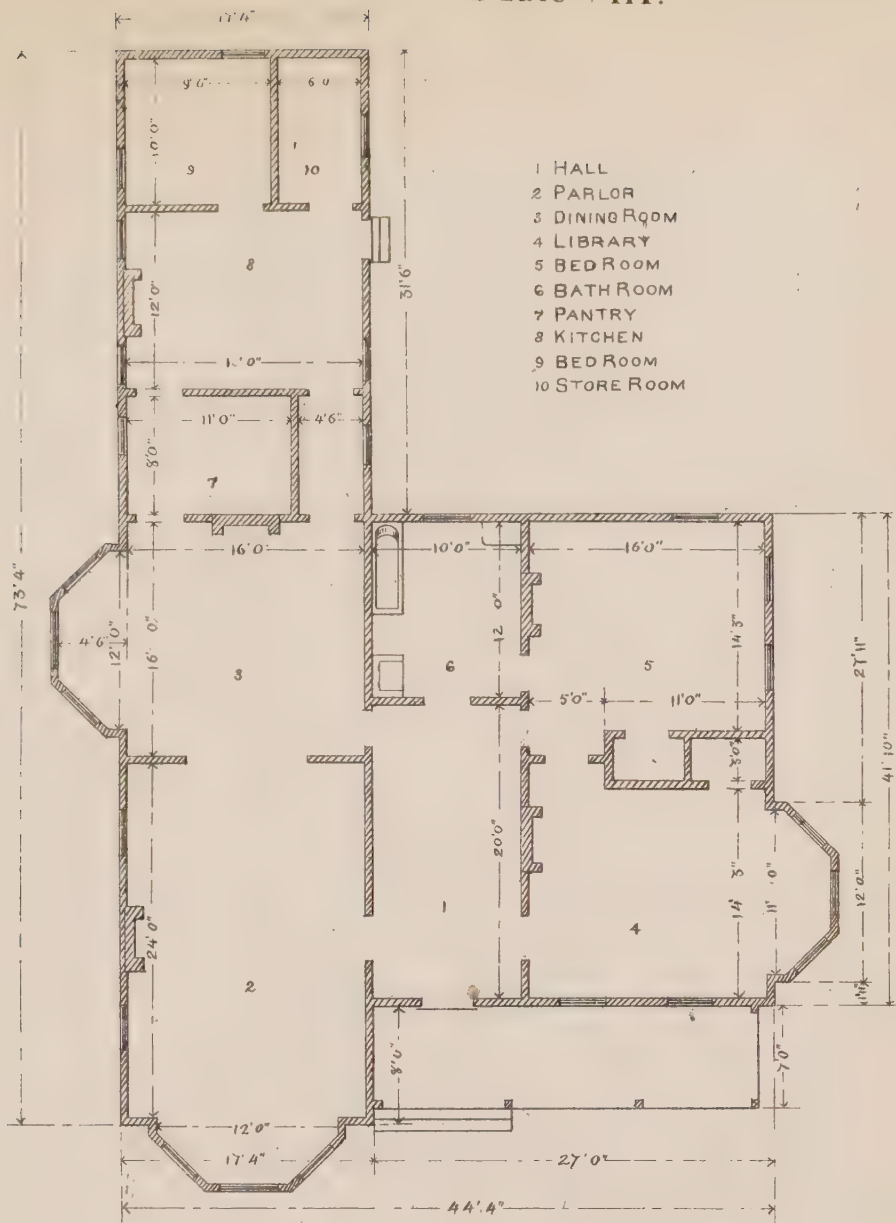 17'4"
9'6" 6'0
10'0"
9 10
1 HALL
2 PARLOR
3 DINING ROOM
4 LIBRARY
5 BED ROOM
6 BATH ROOM
7 PANTRY
8 KITCHEN
9 BED ROOM
10 STORE ROOM
8
12'0"
31'6"
11'0" 4'6"
8'0"
7
16'0 10'0" 16'0"
73'4"
4'6"
12'0"
16'0"
12'0"
14'3"
27'11"
41'10"
3 6 5
5'0" 11'0"
3'0"
20'0"
24'0"
14'3"
11'0"
12'0"
1 4
2
8'0"
7'0"
12'0"
17'4" 27'0"
44'4"